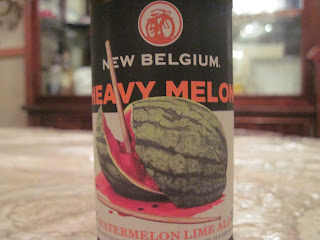 NEW BELGIUM.
HEAVY MELON
WATERMELON LIME ALE